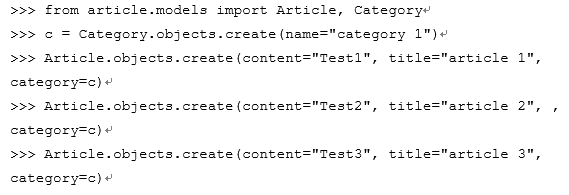 >>> from article.models import Article, Category↵
>>> c = Category.objects.create(name="category 1")↵
>>> Article.objects.create(content="Test1", title="article 1",
category=c)↵
>>> Article.objects.create(content="Test2", title="article 2", ,
category=c)↵
>>> Article.objects.create(content="Test3", title="article 3",
category=c)↵